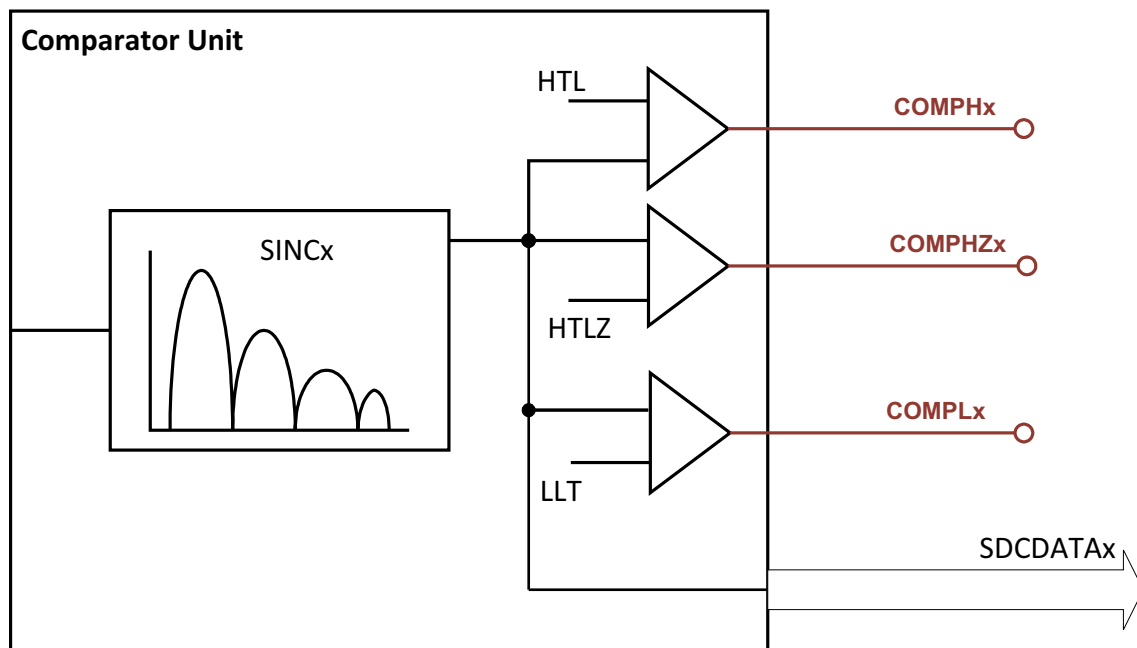 Comparator Unit
HTL
COMPHx
SINCx
COMPHZx
HTLZ
COMPLx
LLT
SDCDATAx